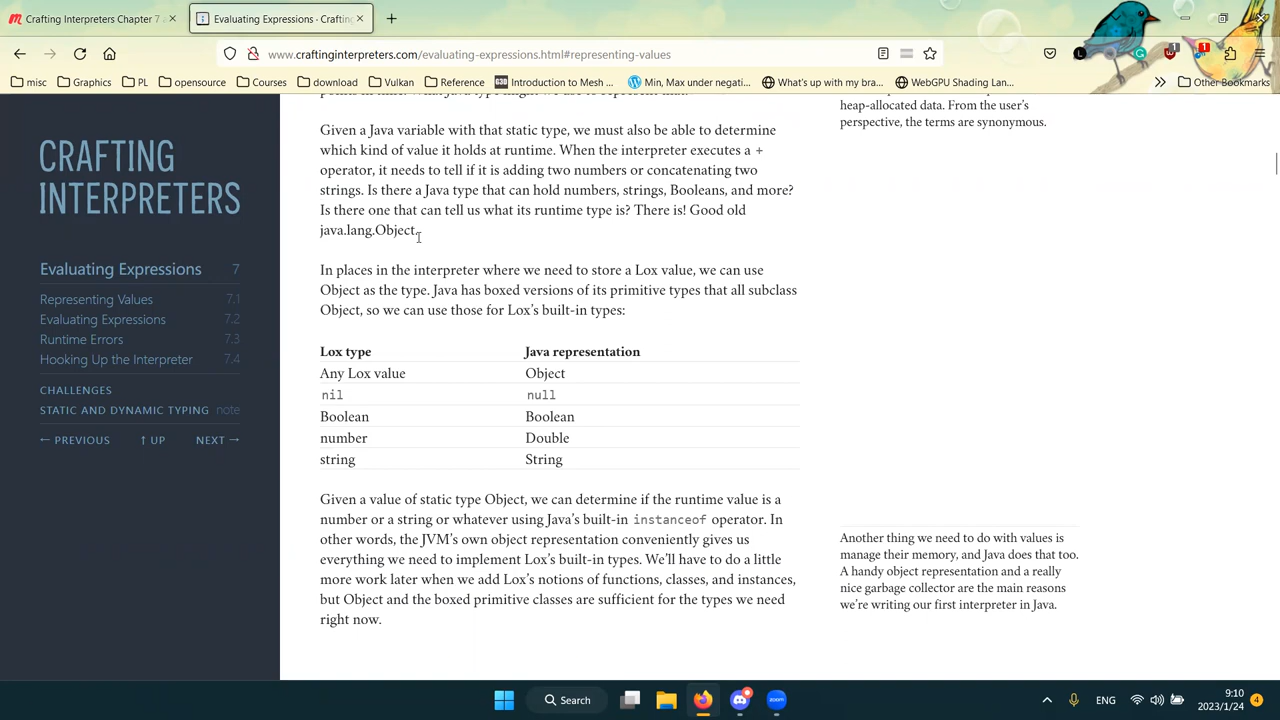 Crafting Interpreters Chapter 7
Evaluating Expressions · Craftin
www.craftinginterpreters.com/evaluating-expressions.html#representing-values
misc Graphics PL opensource Courses download Vulkan Reference Introduction to Mesh ... Min, Max under negati... What's up with my bra... WebGPU Shading Lan... Other Bookmarks
CRAFTING
INTERPRETERS
Evaluating Expressions 7
Representing Values 7.1
Evaluating Expressions 7.2
Runtime Errors 7.3
Hooking Up the Interpreter 7.4
CHALLENGES
STATIC AND DYNAMIC TYPING note
← PREVIOUS ↑ UP NEXT →
Given a Java variable with that static type, we must also be able to determine
which kind of value it holds at runtime. When the interpreter executes a +
operator, it needs to tell if it is adding two numbers or concatenating two
strings. Is there a Java type that can hold numbers, strings, Booleans, and more?
Is there one that can tell us what its runtime type is? There is! Good old
java.lang.Object.
In places in the interpreter where we need to store a Lox value, we can use
Object as the type. Java has boxed versions of its primitive types that all subclass
Object, so we can use those for Lox's built-in types:
Lox type Java representation
Any Lox value Object
nil null
Boolean Boolean
number Double
string String
Given a value of static type Object, we can determine if the runtime value is a
number or a string or whatever using Java's built-in instanceof operator. In
other words, the JVM's own object representation conveniently gives us
everything we need to implement Lox's built-in types. We'll have to do a little
more work later when we add Lox's notions of functions, classes, and instances,
but Object and the boxed primitive classes are sufficient for the types we need
right now.
heap-allocated data. From the user's
perspective, the terms are synonymous.
Another thing we need to do with values is
manage their memory, and Java does that too.
A handy object representation and a really
nice garbage collector are the main reasons
we're writing our first interpreter in Java.
Search
ENG
9:10
2023/1/24
4